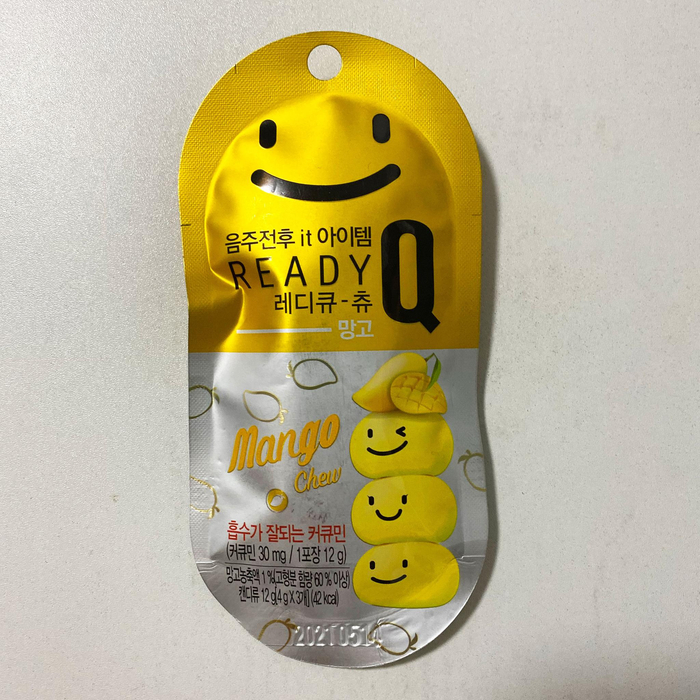 음주전후 it 아이템
READY Q
레디큐-츄
망고
Mango
Chew
흡수가 잘되는 커큐민
(커큐민 30 mg / 1포장 12 g)
망고농축액 1 %(고형분 함량 60 % 이상)
캔디류 12 g(4 g X 3개) (42 kcal)
20210514